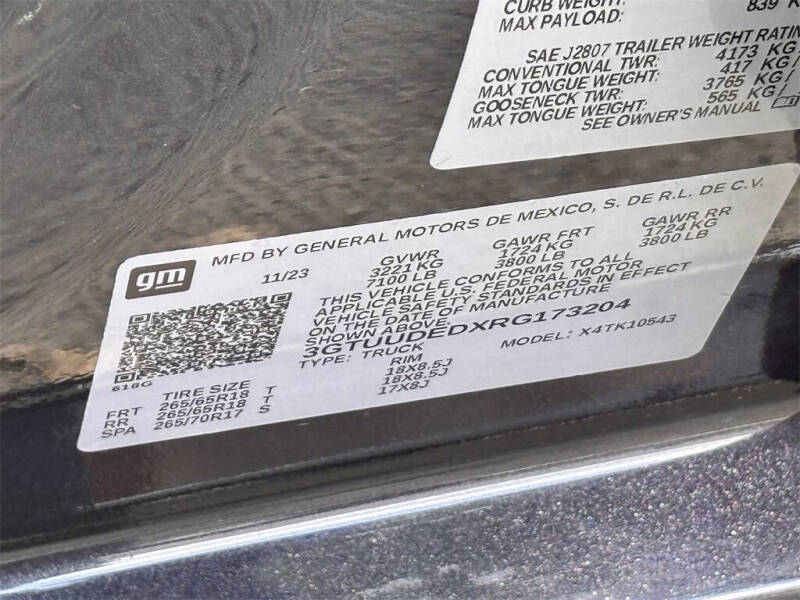 CURB WEIGHT: 839 K
MAX PAYLOAD:
SAE J2807 TRAILER WEIGHT RATIN
CONVENTIONAL TWR: 4173 KG/
MAX TONGUE WEIGHT: 417 KG/
GOOSENECK TWR: 3765 KG/
MAX TONGUE WEIGHT: 565 KG/
SEE OWNER'S MANUAL
gm
MFD BY GENERAL MOTORS DE MEXICO, S. DE R.L. DE C.V.
11/23 GVWR GAWR FRT GAWR RR
3221 KG 1724 KG 1724 KG
7100 LB 3800 LB 3800 LB
THIS VEHICLE CONFORMS TO ALL
APPLICABLE U.S. FEDERAL MOTOR
VEHICLE SAFETY STANDARDS IN EFFECT
ON THE DATE OF MANUFACTURE
SHOWN ABOVE.
3GTUUDEDXRG173204
TYPE: TRUCK MODEL: X4TK10543
618G
TIRE SIZE RIM
FRT 265/65R18 T 18X8.5J
RR 265/65R18 T 18X8.5J
SPA 265/70R17 S 17X8J